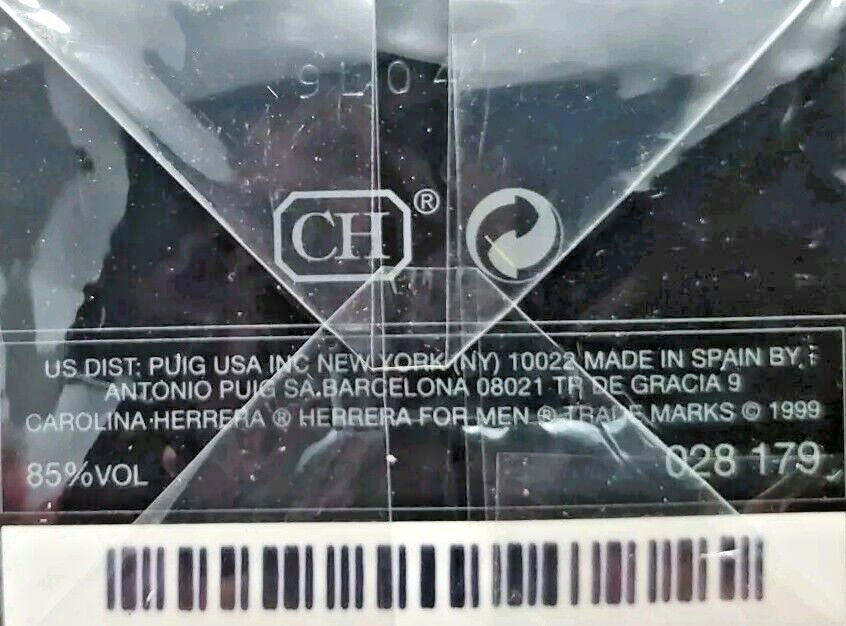 9L04
CH®
US DIST: PUIG USA INC NEW YORK (NY) 10022 MADE IN SPAIN BY:
ANTONIO PUIG SA.BARCELONA 08021 TR DE GRACIA 9
CAROLINA HERRERA ® HERRERA FOR MEN ® TRADE MARKS © 1999
85%VOL
028 179